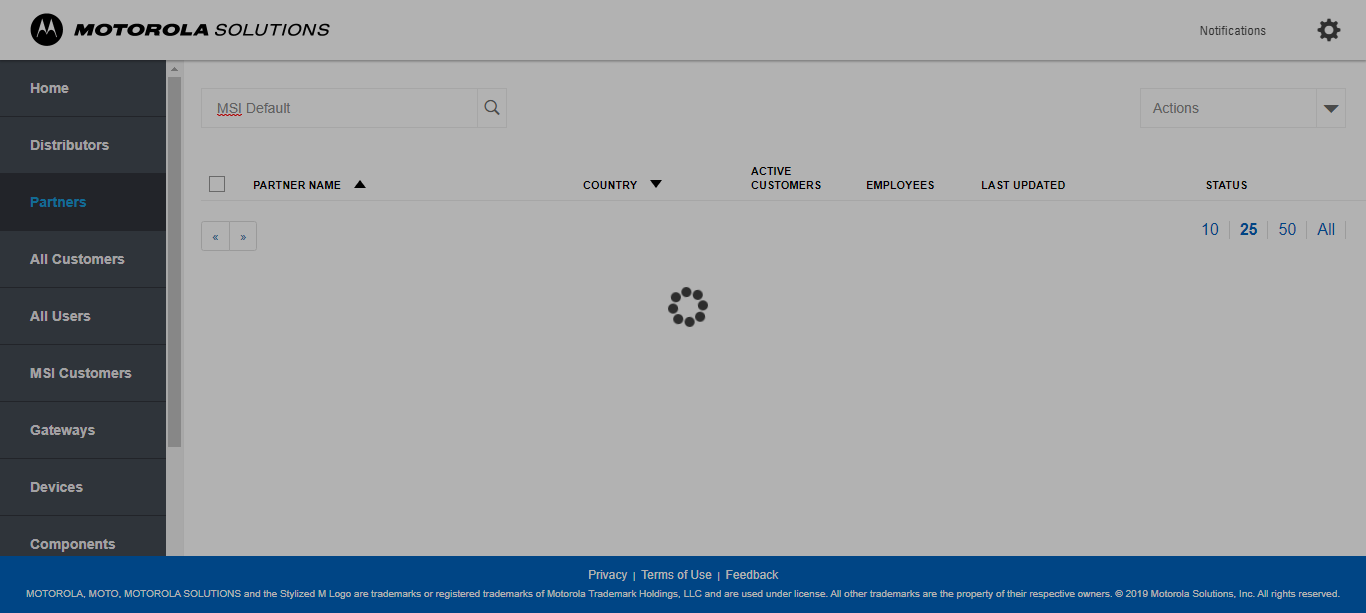 MOTOROLA SOLUTIONS
Notifications
Home
Distributors
Partners
All Customers
All Users
MSI Customers
Gateways
Devices
Components
MSI Default
Actions
PARTNER NAME
COUNTRY
ACTIVE
CUSTOMERS
EMPLOYEES
LAST UPDATED
STATUS
« »
10 25 50 All
Privacy | Terms of Use | Feedback
MOTOROLA, MOTO, MOTOROLA SOLUTIONS and the Stylized M Logo are trademarks or registered trademarks of Motorola Trademark Holdings, LLC and are used under license. All other trademarks are the property of their respective owners. © 2019 Motorola Solutions, Inc. All rights reserved.